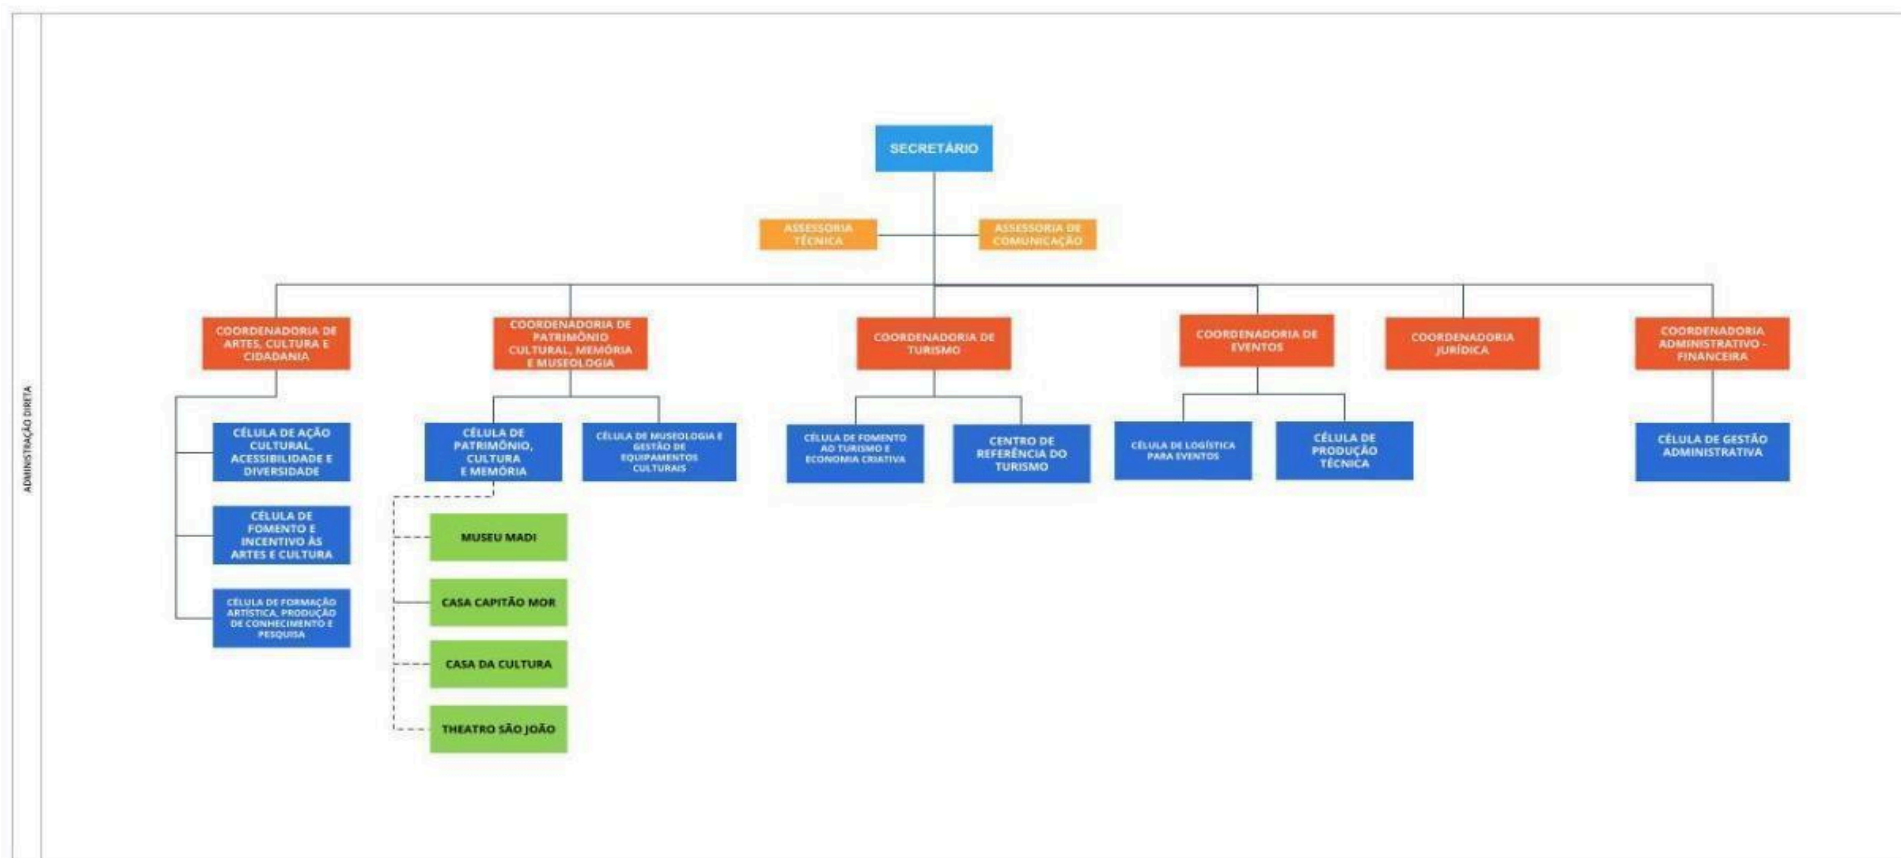 ADMINISTRAÇÃO DIRETA
SECRETÁRIO
ASSESSORIA
TÉCNICA
ASSESSORIA DE
COMUNICAÇÃO
COORDENADORIA DE
ARTES, CULTURA E
CIDADANIA
COORDENADORIA DE
PATRIMÔNIO
CULTURAL, MEMÓRIA
E MUSEOLOGIA
COORDENADORIA DE
TURISMO
COORDENADORIA DE
EVENTOS
COORDENADORIA
JURÍDICA
COORDENADORIA
ADMINISTRATIVO -
FINANCEIRA
CÉLULA DE AÇÃO
CULTURAL,
ACESSIBILIDADE E
DIVERSIDADE
CÉLULA DE
FOMENTO E
INCENTIVO ÀS
ARTES E CULTURA
CÉLULA DE FORMAÇÃO
ARTÍSTICA, PRODUÇÃO
DE CONHECIMENTO E
PESQUISA
CÉLULA DE
PATRIMÔNIO,
CULTURA
E MEMÓRIA
CÉLULA DE MUSEOLOGIA E
GESTÃO DE
EQUIPAMENTOS
CULTURAIS
MUSEU MADI
CASA CAPITÃO MOR
CASA DA CULTURA
THEATRO SÃO JOÃO
CÉLULA DE FOMENTO
AO TURISMO E
ECONOMIA CRIATIVA
CENTRO DE
REFERÊNCIA DO
TURISMO
CÉLULA DE LOGÍSTICA
PARA EVENTOS
CÉLULA DE
PRODUÇÃO
TÉCNICA
CÉLULA DE GESTÃO
ADMINISTRATIVA